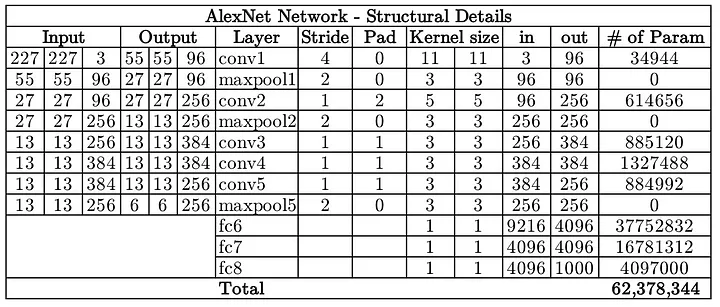 AlexNet Network - Structural Details
Input Output Layer Stride Pad Kernel size in out # of Param
227 227 3 55 55 96 conv1 4 0 11 11 3 96 34944
55 55 96 27 27 96 maxpool1 2 0 3 3 96 96 0
27 27 96 27 27 256 conv2 1 2 5 5 96 256 614656
27 27 256 13 13 256 maxpool2 2 0 3 3 256 256 0
13 13 256 13 13 384 conv3 1 1 3 3 256 384 885120
13 13 384 13 13 384 conv4 1 1 3 3 384 384 1327488
13 13 384 13 13 256 conv5 1 1 3 3 384 256 884992
13 13 256 6 6 256 maxpool5 2 0 3 3 256 256 0
fc6 1 1 9216 4096 37752832
fc7 1 1 4096 4096 16781312
fc8 1 1 4096 1000 4097000
Total 62,378,344